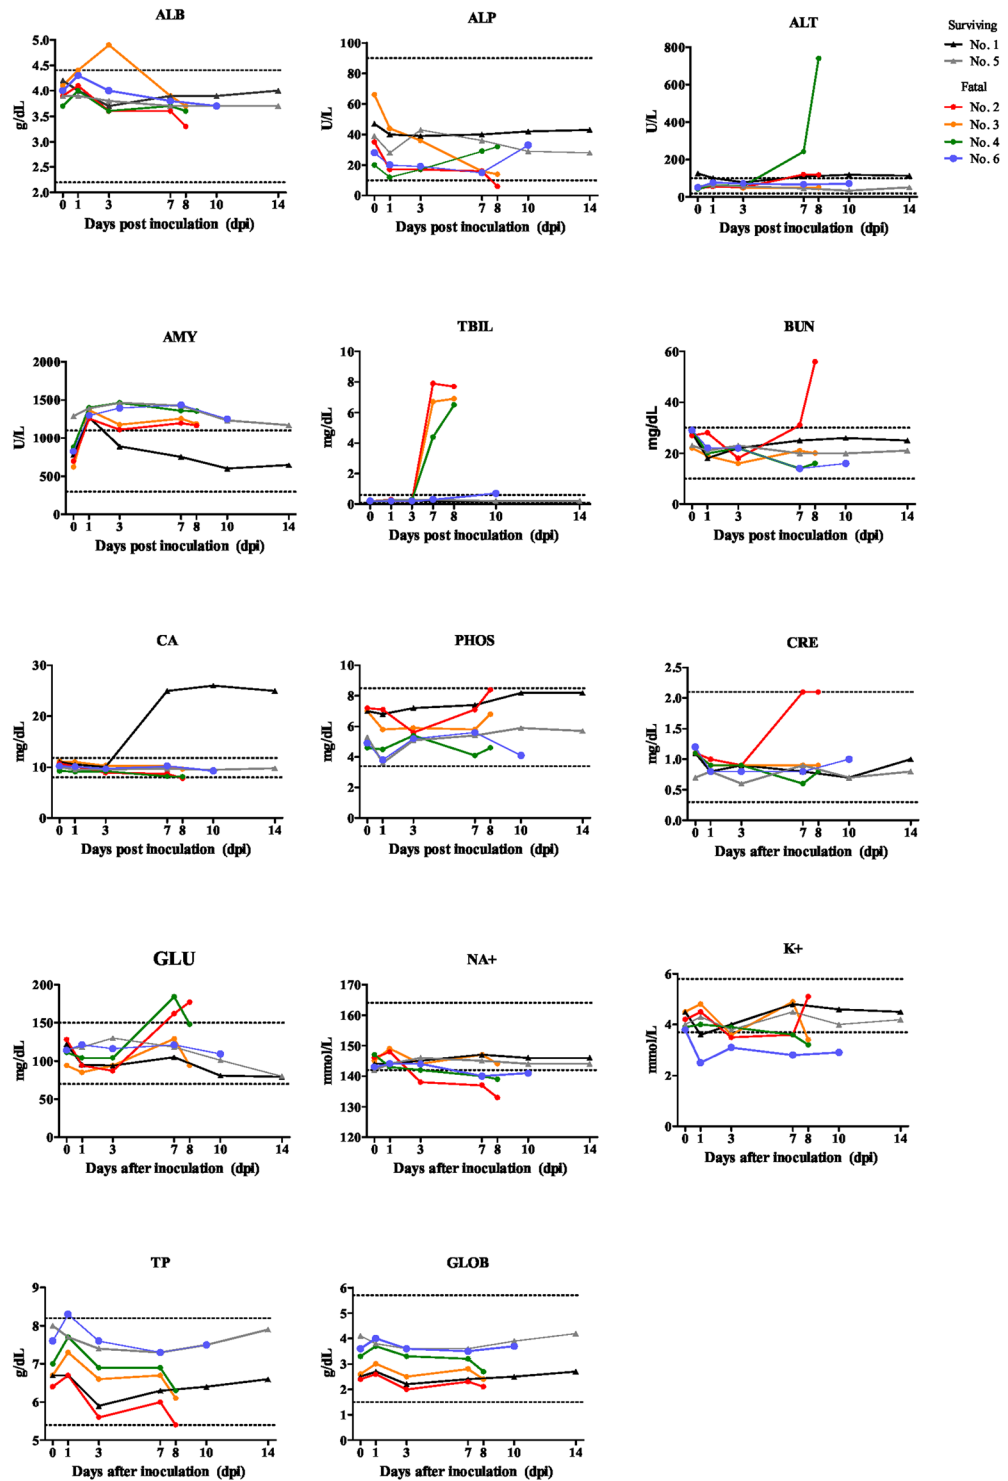 ALB
ALP
ALT
Surviving
No. 1
No. 5
Fatal
No. 2
No. 3
No. 4
No. 6
5.0
4.5
4.0
3.5
3.0
2.5
2.0
g/dL
0 1 3 7 8 10 14
Days post inoculation (dpi)
100
80
60
40
20
0
U/L
0 1 3 7 8 10 14
Days post inoculation (dpi)
800
600
400
200
0
U/L
0 1 3 7 8 10 14
Days post inoculation (dpi)
AMY
TBIL
BUN
2000
1500
1000
500
0
U/L
0 1 3 7 8 10 14
Days post inoculation (dpi)
10
8
6
4
2
0
mg/dL
0 1 3 7 8 10 14
Days post inoculation (dpi)
60
40
20
0
mg/dL
0 1 3 7 8 10 14
Days post inoculation (dpi)
CA
PHOS
CRE
30
20
10
0
mg/dL
0 1 3 7 8 10 14
Days post inoculation (dpi)
10
8
6
4
2
0
mg/dL
0 1 3 7 8 10 14
Days post inoculation (dpi)
2.5
2.0
1.5
1.0
0.5
0.0
mg/dL
0 1 3 7 8 10 14
Days after inoculation (dpi)
GLU
NA+
K+
200
150
100
50
0
mg/dL
0 1 3 7 8 10 14
Days after inoculation (dpi)
170
160
150
140
130
120
mmol/L
0 1 3 7 8 10 14
Days after inoculation (dpi)
6
4
2
0
mmol/L
0 1 3 7 8 10 14
Days after inoculation (dpi)
TP
GLOB
9
8
7
6
5
g/dL
0 1 3 7 8 10 14
Days after inoculation (dpi)
6
5
4
3
2
1
0
g/dL
0 1 3 7 8 10 14
Days after inoculation (dpi)